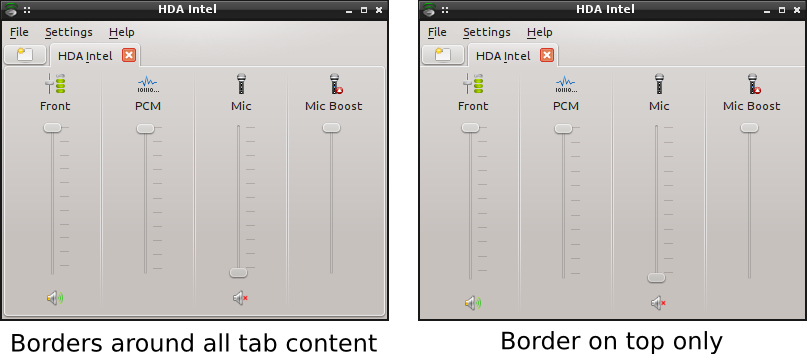 HDA Intel
File Settings Help
HDA Intel
Front PCM Mic Mic Boost
Borders around all tab content
HDA Intel
File Settings Help
HDA Intel
Front PCM Mic Mic Boost
Border on top only